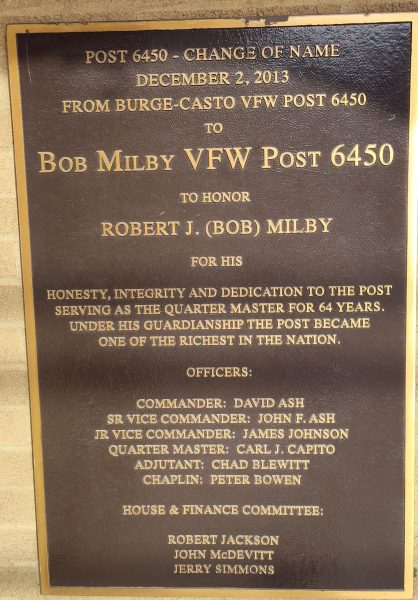 POST 6450 - CHANGE OF NAME
DECEMBER 2, 2013
FROM BURGE-CASTO VFW POST 6450
TO
BOB MILBY VFW POST 6450
TO HONOR
ROBERT J. (BOB) MILBY
FOR HIS
HONESTY, INTEGRITY AND DEDICATION TO THE POST
SERVING AS THE QUARTER MASTER FOR 64 YEARS.
UNDER HIS GUARDIANSHIP THE POST BECAME
ONE OF THE RICHEST IN THE NATION.
OFFICERS:
COMMANDER: DAVID ASH
SR VICE COMMANDER: JOHN F. ASH
JR VICE COMMANDER: JAMES JOHNSON
QUARTER MASTER: CARL J. CAPITO
ADJUTANT: CHAD BLEWITT
CHAPLIN: PETER BOWEN
HOUSE & FINANCE COMMITTEE:
ROBERT JACKSON
JOHN McDEVITT
JERRY SIMMONS